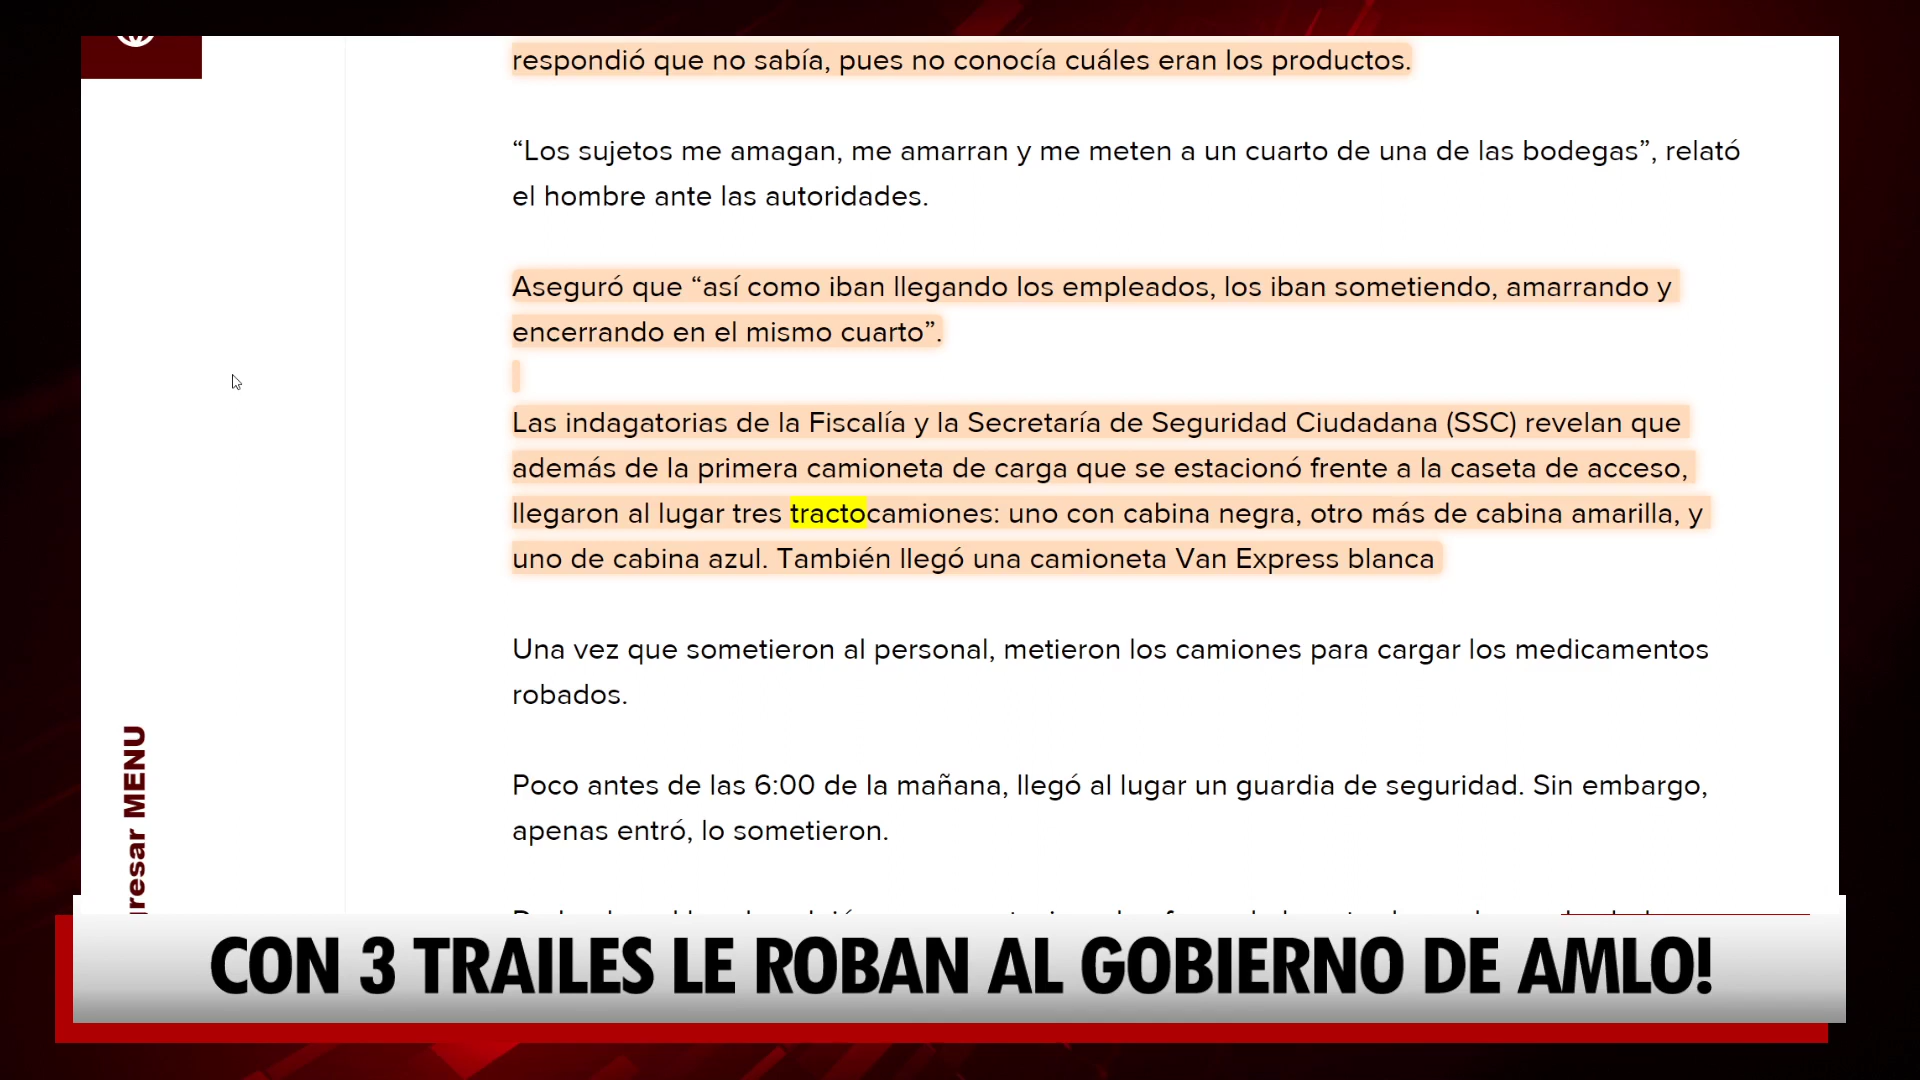 respondió que no sabía, pues no conocía cuáles eran los productos.
“Los sujetos me amagan, me amarran y me meten a un cuarto de una de las bodegas”, relató
el hombre ante las autoridades.
Aseguró que “así como iban llegando los empleados, los iban sometiendo, amarrando y
encerrando en el mismo cuarto”.
Las indagatorias de la Fiscalía y la Secretaría de Seguridad Ciudadana (SSC) revelan que
además de la primera camioneta de carga que se estacionó frente a la caseta de acceso,
llegaron al lugar tres tractocamiones: uno con cabina negra, otro más de cabina amarilla, y
uno de cabina azul. También llegó una camioneta Van Express blanca
Una vez que sometieron al personal, metieron los camiones para cargar los medicamentos
robados.
Poco antes de las 6:00 de la mañana, llegó al lugar un guardia de seguridad. Sin embargo,
apenas entró, lo sometieron.
gresar MENU
CON 3 TRAILES LE ROBAN AL GOBIERNO DE AMLO!